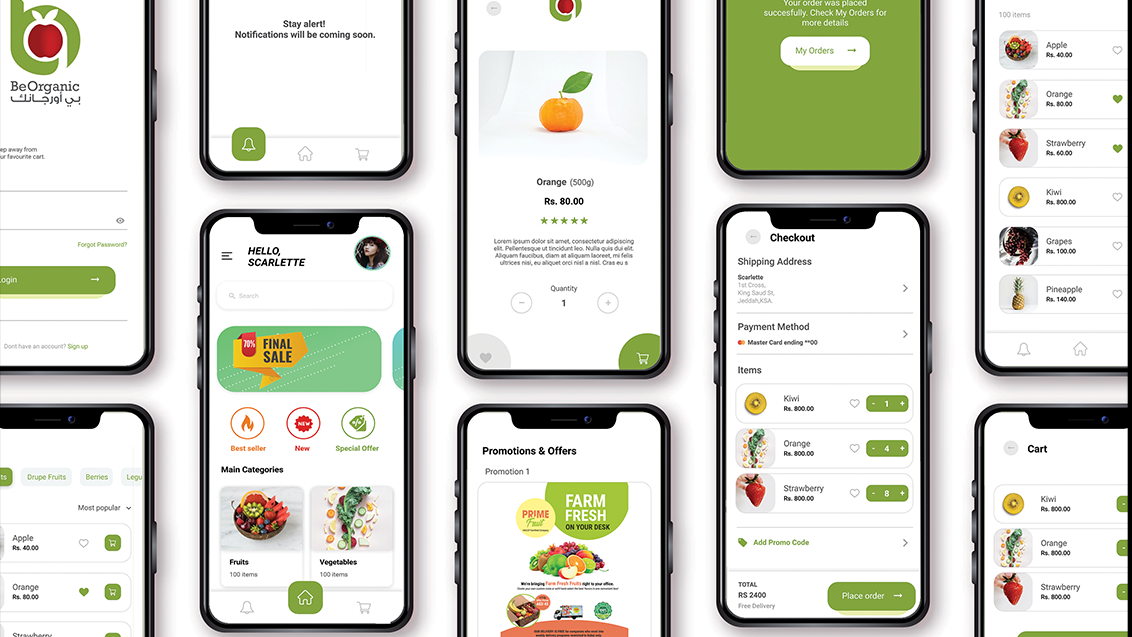 BeOrganic
بي أورجانك
ep away from
ur favourite cart.
Forgot Password?
ogin
Dont have an account? Sign up
ts
Drupe Fruits
Berries
Legu
Most popular
Apple
Rs. 40.00
Orange
Rs. 80.00
Strawberry
Stay alert!
Notifications will be coming soon.
HELLO,
SCARLETTE
Search
70%
FINAL
SALE
NEW
Best seller
New
Special Offer
Main Categories
Fruits
100 items
Vegetables
100 items
Orange (500g)
Rs. 80.00
Lorem ipsum dolor sit amet, consectetur adipiscing
elit. Pellentesque ut tincidunt leo. Nulla quis dui elit.
Aliquam faucibus, diam at aliquam laoreet, mi felis
ultrices nisi, eu aliquet orci nisl a nisl. Cras eu s
Quantity
1
Promotions & Offers
Promotion 1
PRIME
Fruit
FARM
FRESH
ON YOUR DESK
We're bringing Farm Fresh Fruits right to your office.
Your order was placed
succesfully. Check My Orders for
more details
My Orders
Checkout
Shipping Address
Scarlette
1st Cross,
King Saud St,
Jeddah,KSA.
Payment Method
Master Card ending **00
Items
Kiwi
Rs. 800.00
- 1 +
Orange
Rs. 800.00
- 4 +
Strawberry
Rs. 800.00
- 8 +
Add Promo Code
TOTAL
RS 2400
Free Delivery
Place order
100 items
Apple
Rs. 40.00
Orange
Rs. 80.00
Strawberry
Rs. 60.00
Kiwi
Rs. 800.00
Grapes
Rs. 100.00
Pineapple
Rs. 140.00
Cart
Kiwi
Rs. 800.00
-
Orange
Rs. 800.00
-
Strawberry
Rs. 800.00
-